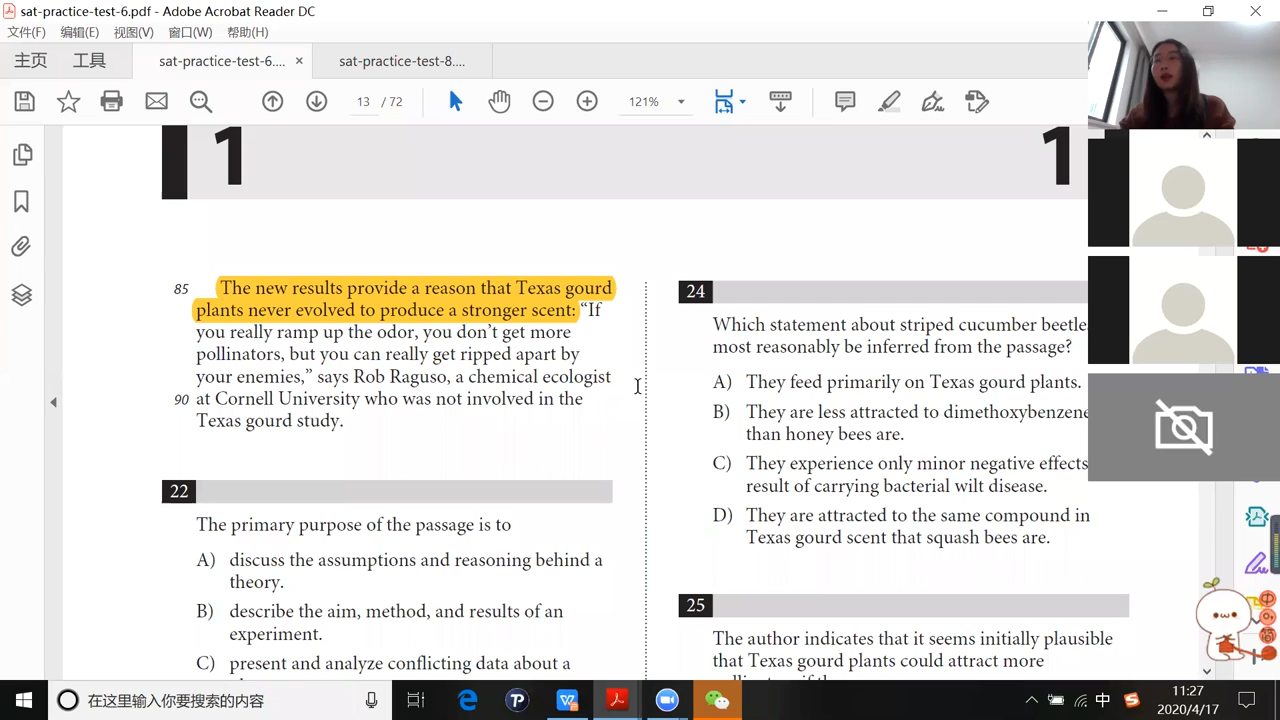 sat-practice-test-6.pdf - Adobe Acrobat Reader DC
文件(F) 编辑(E) 视图(V) 窗口(W) 帮助(H)
主页 工具 sat-practice-test-6.... × sat-practice-test-8....
13 / 72 121%
1 1
85 The new results provide a reason that Texas gourd
plants never evolved to produce a stronger scent: “If
you really ramp up the odor, you don’t get more
pollinators, but you can really get ripped apart by
your enemies,” says Rob Raguso, a chemical ecologist
90 at Cornell University who was not involved in the
Texas gourd study.
22
The primary purpose of the passage is to
A) discuss the assumptions and reasoning behind a
theory.
B) describe the aim, method, and results of an
experiment.
C) present and analyze conflicting data about a
24
Which statement about striped cucumber beetle
most reasonably be inferred from the passage?
A) They feed primarily on Texas gourd plants.
B) They are less attracted to dimethoxybenzene
than honey bees are.
C) They experience only minor negative effects
result of carrying bacterial wilt disease.
D) They are attracted to the same compound in
Texas gourd scent that squash bees are.
25
The author indicates that it seems initially plausible
that Texas gourd plants could attract more
中
简
在这里输入你要搜索的内容
中
11:27
2020/4/17